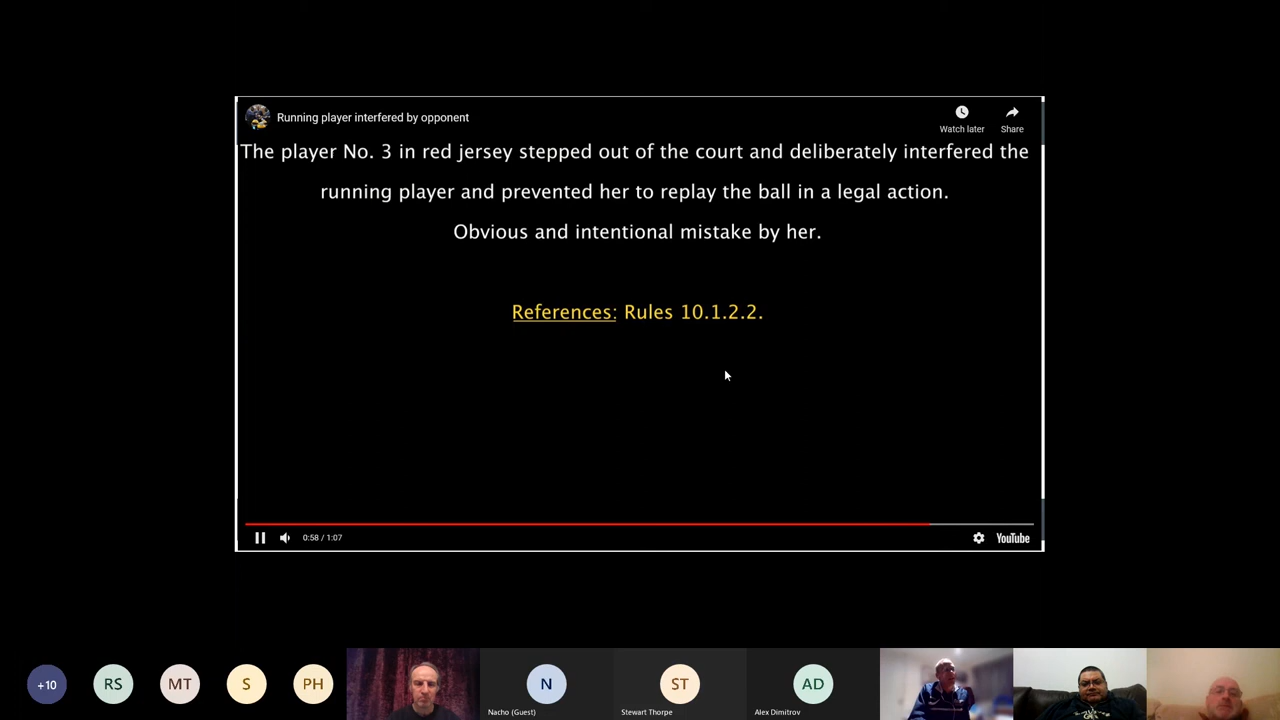 Running player interfered by opponent
Watch later
Share
The player No. 3 in red jersey stepped out of the court and deliberately interfered the
running player and prevented her to replay the ball in a legal action.
Obvious and intentional mistake by her.
References: Rules 10.1.2.2.
0:58 / 1:07
YouTube
+10
RS
MT
S
PH
N
ST
AD
Nacho (Guest)
Stewart Thorpe
Alex Dimitrov